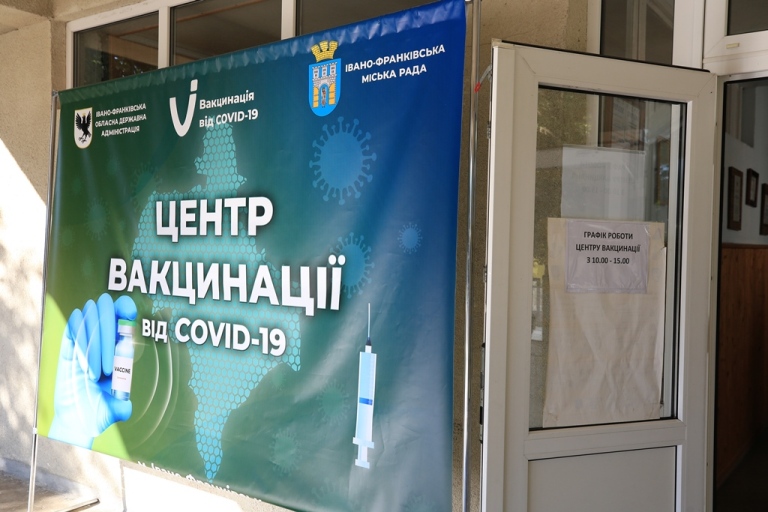 ІВАНО-ФРАНКІВСЬКА
ОБЛАСНА ДЕРЖАВНА
АДМІНІСТРАЦІЯ
Вакцинація
від COVID-19
ІВАНО-ФРАНКІВСЬКА
МІСЬКА РАДА
ЦЕНТР
ВАКЦИНАЦІЇ
ВІД COVID-19
VACCINE
ГРАФІК РОБОТИ
ЦЕНТРУ ВАКЦИНАЦІЇ
З 10.00 - 15.00